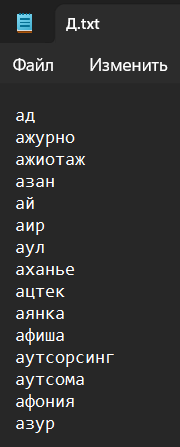 Д.txt
Файл Изменить
ад
ажурно
ажиотаж
азан
ай
аир
аул
аханье
ацтек
аянка
афиша
аутсорсинг
аутсома
афония
азур